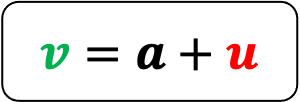 v = a + u